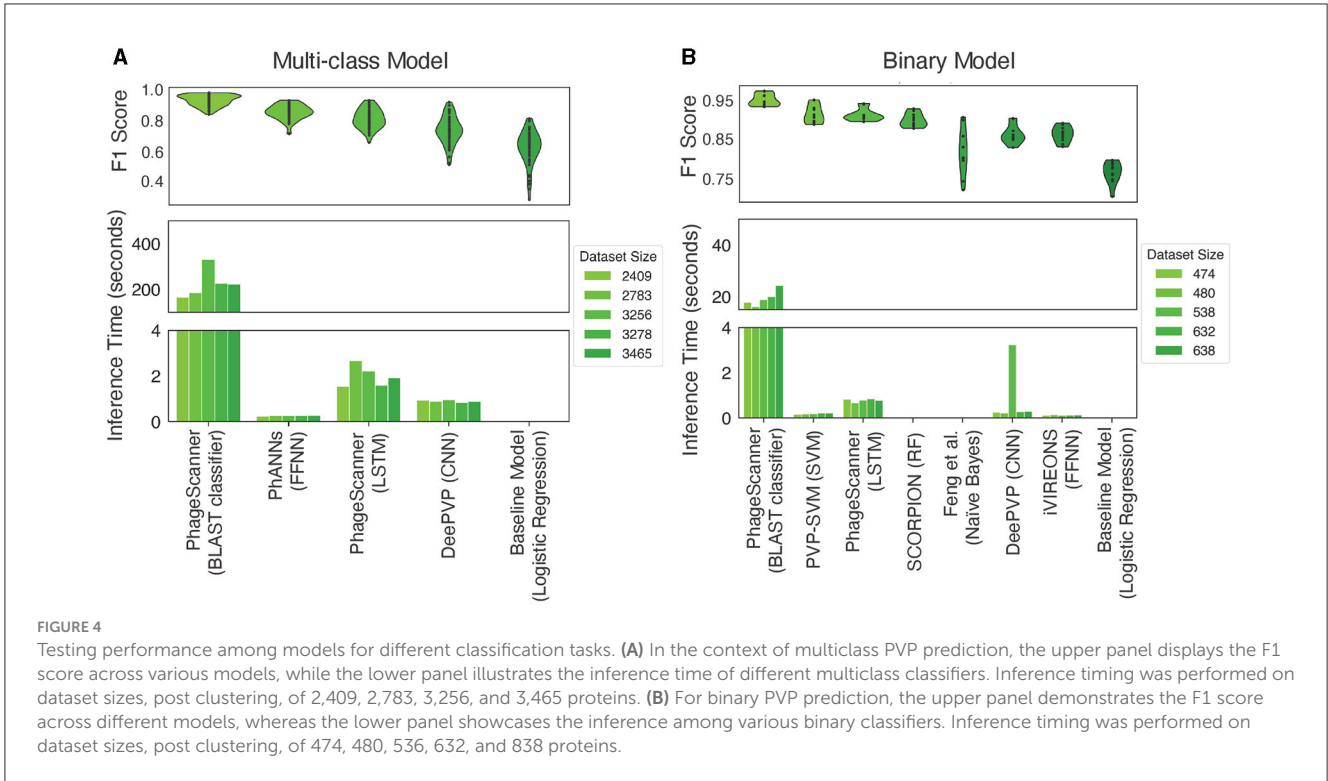 A
Multi-class Model
F1 Score
1.0
0.8
0.6
0.4
Inference Time (seconds)
400
200
4
2
0
Dataset Size
2409
2783
3256
3278
3465
PhageScanner
(BLAST classifier)
PhANNs
(FFNN)
PhageScanner
(LSTM)
DeePVP (CNN)
Baseline Model
(Logistic Regression)
B
Binary Model
F1 Score
0.95
0.85
0.75
Inference Time (seconds)
40
20
4
2
0
Dataset Size
474
480
538
632
638
PhageScanner
(BLAST classifier)
PVP-SVM (SVM)
PhageScanner
(LSTM)
SCORPION (RF)
Feng et al.
(Naïve Bayes)
DeePVP (CNN)
iVIREONS
(FFNN)
Baseline Model
(Logistic Regression)
FIGURE 4
Testing performance among models for different classification tasks. (A) In the context of multiclass PVP prediction, the upper panel displays the F1
score across various models, while the lower panel illustrates the inference time of different multiclass classifiers. Inference timing was performed on
dataset sizes, post clustering, of 2,409, 2,783, 3,256, and 3,465 proteins. (B) For binary PVP prediction, the upper panel demonstrates the F1 score
across different models, whereas the lower panel showcases the inference among various binary classifiers. Inference timing was performed on
dataset sizes, post clustering, of 474, 480, 536, 632, and 838 proteins.